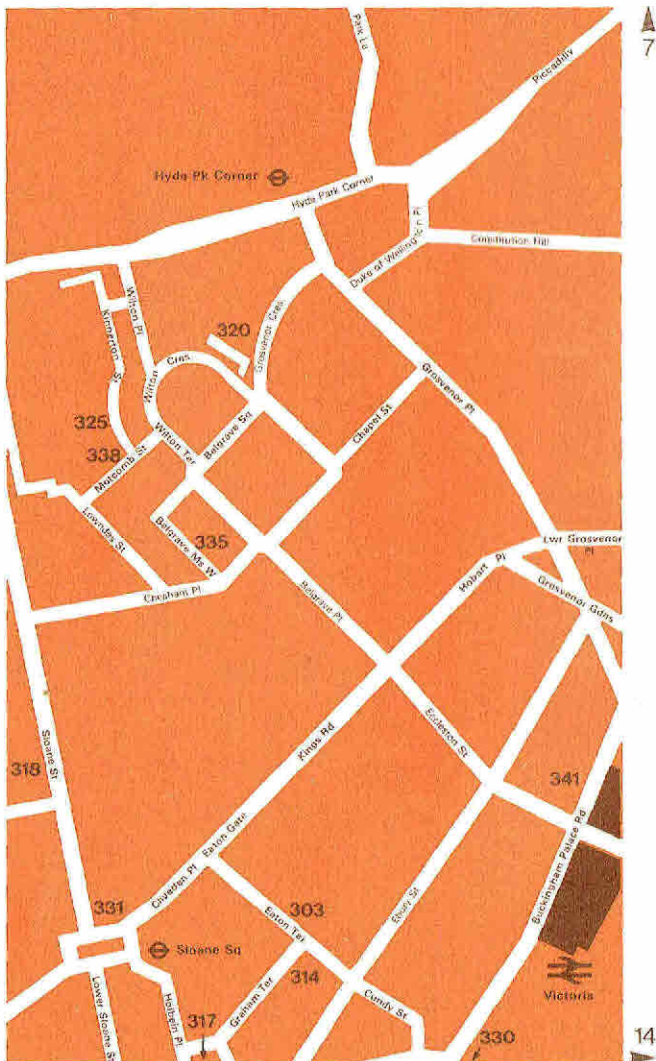 Park La
7
Piccadilly
Hyde Pk Corner
Hyde Park Corner
Duke of Wellington Pl
Constitution Hill
Kinnerton St
Wilton Pl
320
Grosvenor Cres
Wilton Cres
Grosvenor Pl
325
Belgrave Sq
Chapel St
338
Wilton Ter
Motcomb St
Lowndes St
335
Belgrave Ms W
Lwr Grosvenor Pl
Hobart Pl
Chesham Pl
Grosvenor Gdns
Belgrave Pl
Eccleston St
Kings Rd
Sloane St
318
341
Eaton Gate
Buckingham Palace Rd
Cliveden Pl
Ebury St
331
303
Eaton Ter
Sloane Sq
314
Victoria
Lower Sloane St
Holbein Pl
317
Graham Ter
Cundy St
330
14